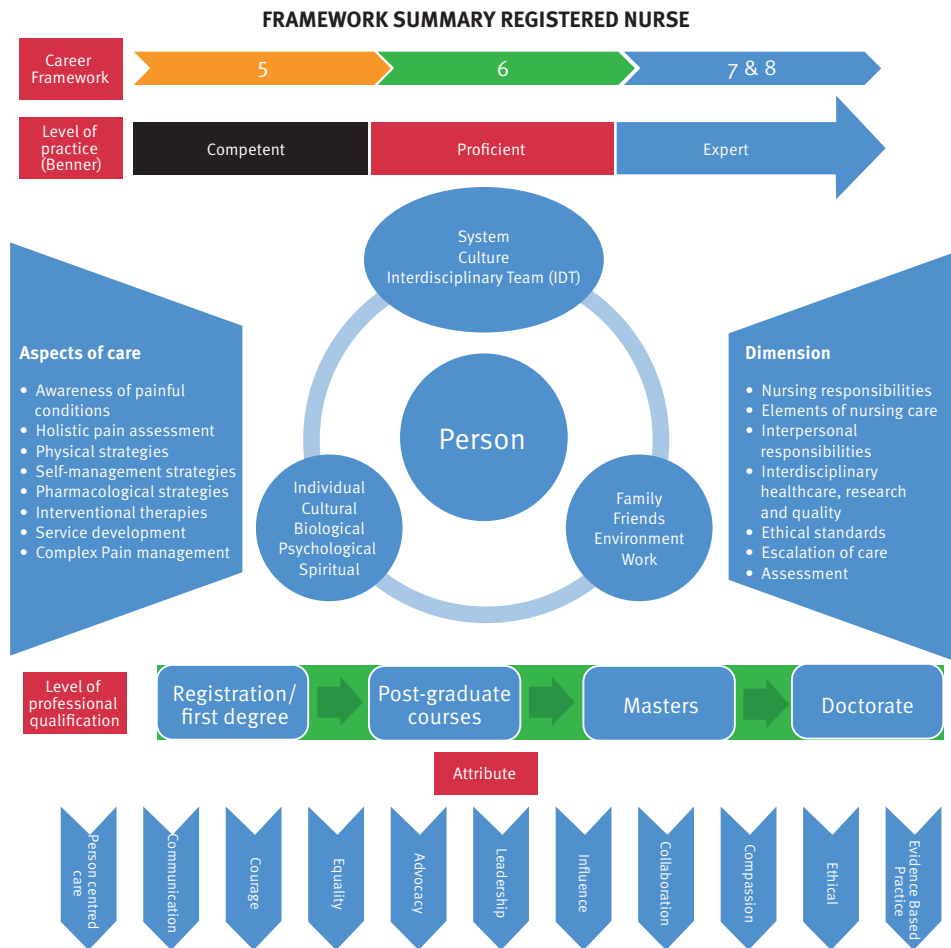 FRAMEWORK SUMMARY REGISTERED NURSE
Career
Framework
5
6
7 & 8
Level of
practice
(Benner)
Competent
Proficient
Expert
System
Culture
Interdisciplinary Team (IDT)
Aspects of care
• Awareness of painful
conditions
• Holistic pain assessment
• Physical strategies
• Self-management strategies
• Pharmacological strategies
• Interventional therapies
• Service development
• Complex Pain management
Person
Individual
Cultural
Biological
Psychological
Spiritual
Family
Friends
Environment
Work
Dimension
• Nursing responsibilities
• Elements of nursing care
• Interpersonal
responsibilities
• Interdisciplinary
healthcare, research
and quality
• Ethical standards
• Escalation of care
• Assessment
Level of
professional
qualification
Registration/
first degree
Post-graduate
courses
Masters
Doctorate
Attribute
Person centred
care
Communication
Courage
Equality
Advocacy
Leadership
Influence
Collaboration
Compassion
Ethical
Evidence Based
Practice